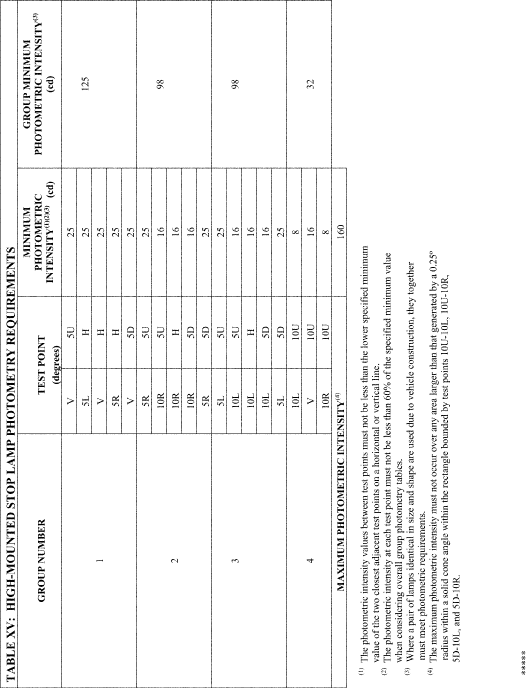 TABLE XV: HIGH-MOUNTED STOP LAMP PHOTOMETRY REQUIREMENTS
GROUP NUMBER | TEST POINT (degrees) | MINIMUM PHOTOMETRIC INTENSITY(1)(2)(3) (cd) | GROUP MINIMUM PHOTOMETRIC INTENSITY(3) (cd)
1 | V | 5U | 25 | 125
5L | H | 25
V | H | 25
5R | H | 25
V | 5D | 25
2 | 5R | 5U | 25 | 98
10R | 5U | 16
10R | H | 16
10R | 5D | 16
5R | 5D | 25
3 | 5L | 5U | 25 | 98
10L | 5U | 16
10L | H | 16
10L | 5D | 16
5L | 5D | 25
4 | 10L | 10U | 8 | 32
V | 10U | 16
10R | 10U | 8
MAXIMUM PHOTOMETRIC INTENSITY(4) | 160
(1) The photometric intensity values between test points must not be less than the lower specified minimum
value of the two closest adjacent test points on a horizontal or vertical line.
(2) The photometric intensity at each test point must not be less than 60% of the specified minimum value
when considering overall group photometry tables.
(3) Where a pair of lamps identical in size and shape are used due to vehicle construction, they together
must meet photometric requirements.
(4) The maximum photometric intensity must not occur over any area larger than that generated by a 0.25°
radius within a solid cone angle within the rectangle bounded by test points 10U-10L, 10U-10R,
5D-10L, and 5D-10R.
*****